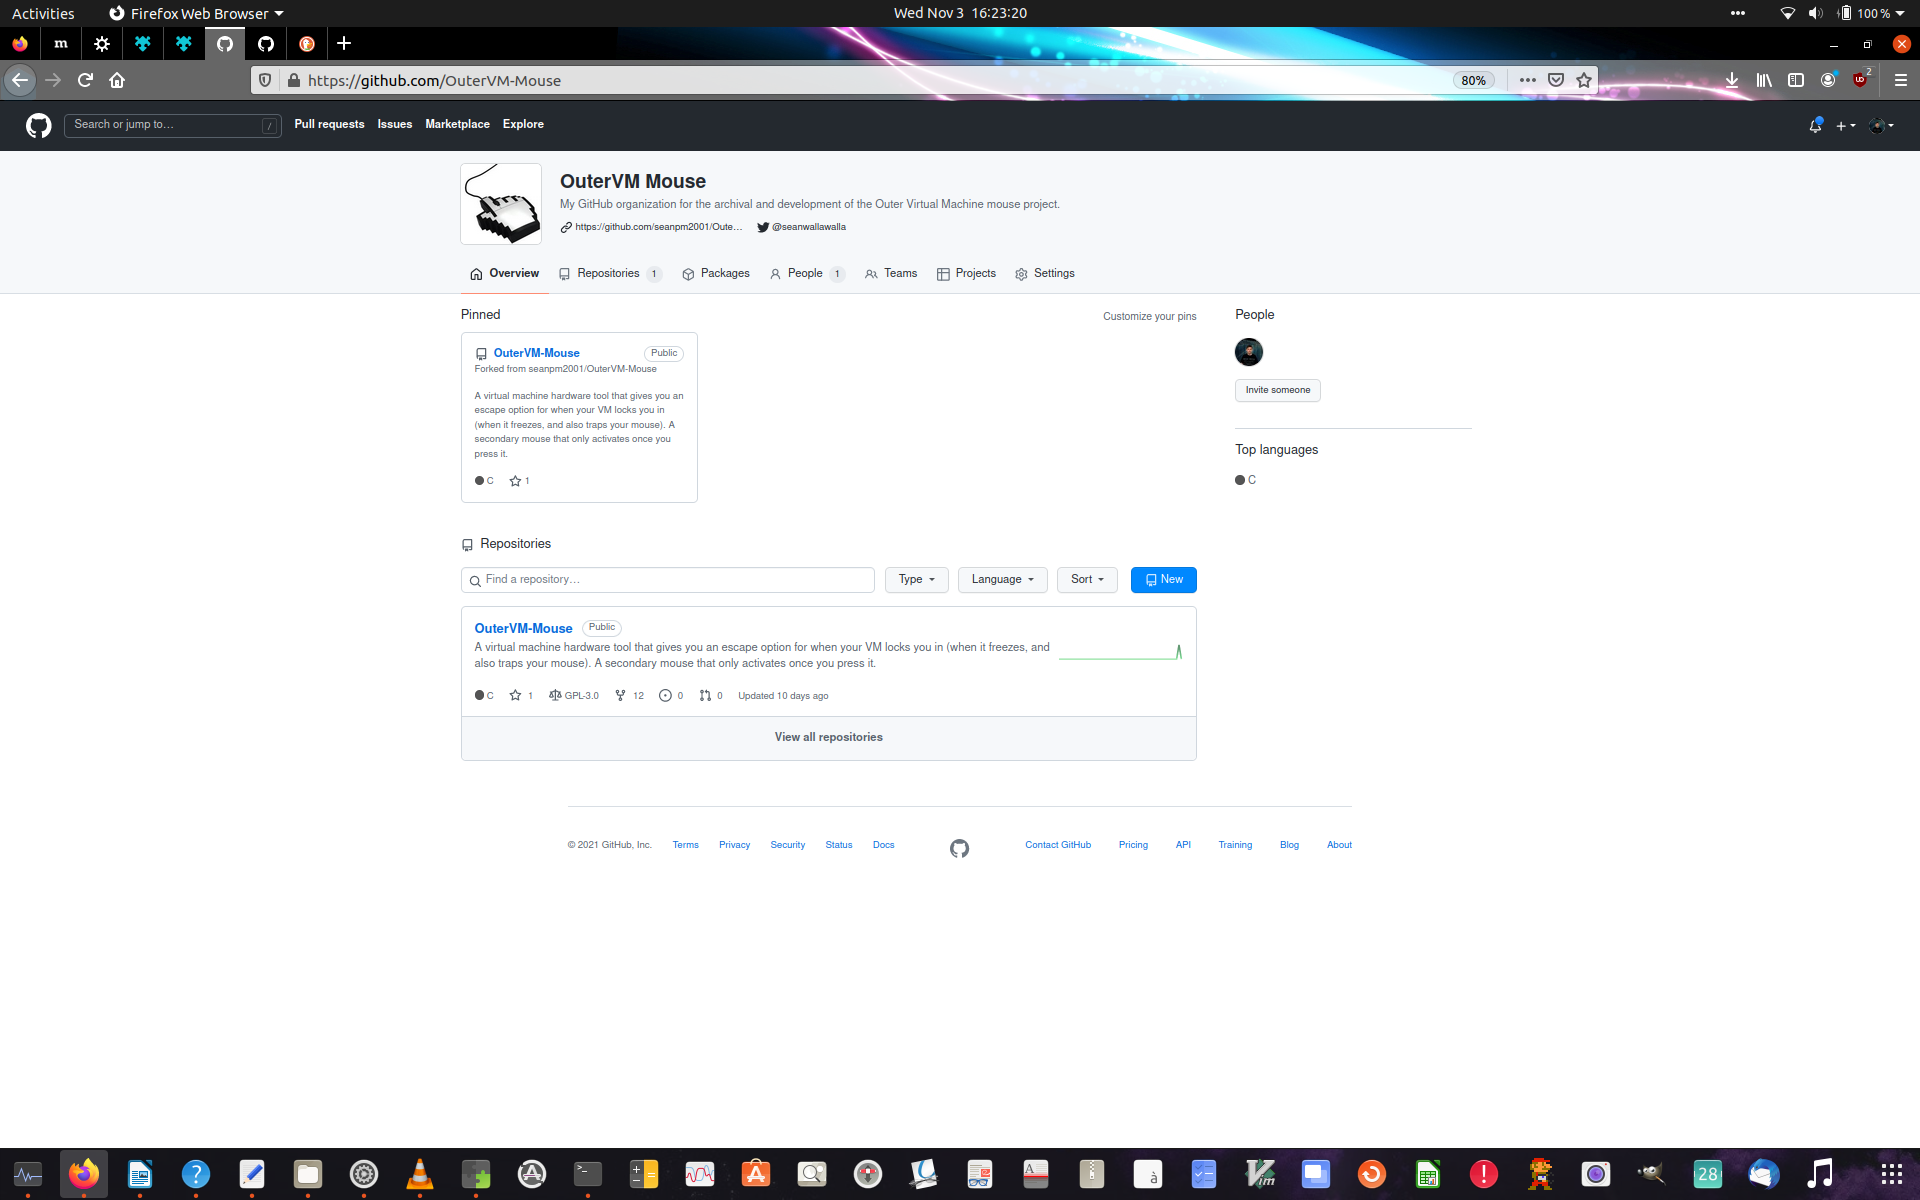 Activities
Firefox Web Browser
Wed Nov 3 16:23:20
100 %
m
https://github.com/OuterVM-Mouse
80%
2
Search or jump to…
/
Pull requests Issues Marketplace Explore
OuterVM Mouse
My GitHub organization for the archival and development of the Outer Virtual Machine mouse project.
https://github.com/seanpm2001/Oute… @seanwallawalla
Overview Repositories 1 Packages People 1 Teams Projects Settings
Pinned
Customize your pins
OuterVM-Mouse Public
Forked from seanpm2001/OuterVM-Mouse
A virtual machine hardware tool that gives you an
escape option for when your VM locks you in
(when it freezes, and also traps your mouse). A
secondary mouse that only activates once you
press it.
C 1
People
Invite someone
Top languages
C
Repositories
Find a repository…
Type Language Sort New
OuterVM-Mouse Public
A virtual machine hardware tool that gives you an escape option for when your VM locks you in (when it freezes, and
also traps your mouse). A secondary mouse that only activates once you press it.
C 1 GPL-3.0 12 0 0 Updated 10 days ago
View all repositories
© 2021 GitHub, Inc. Terms Privacy Security Status Docs Contact GitHub Pricing API Training Blog About
28